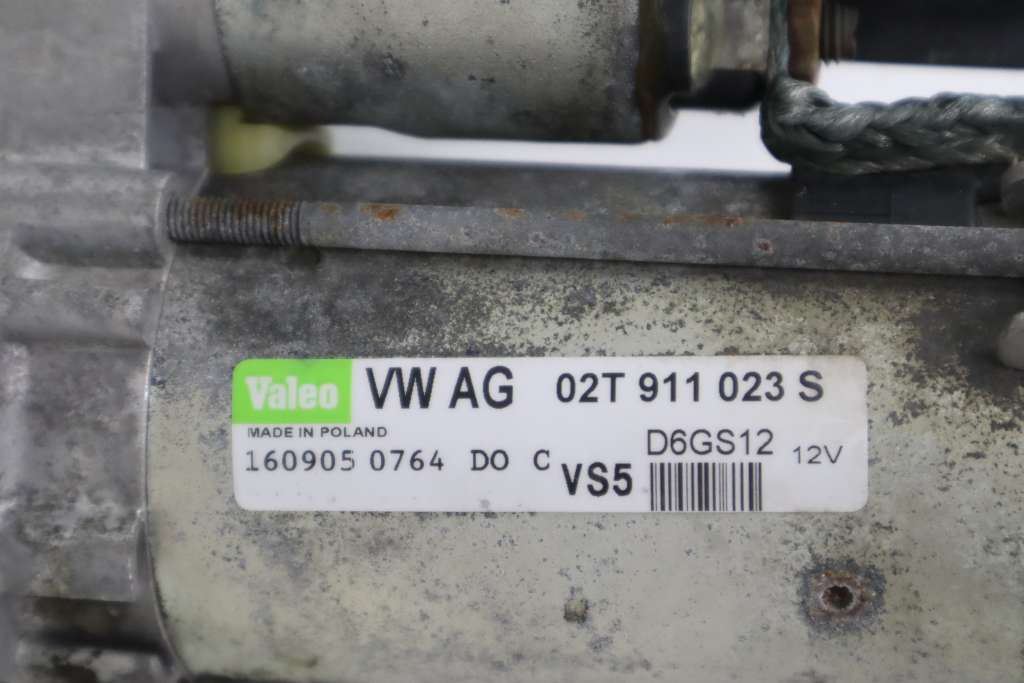 Valeo VW AG 02T 911 023 S
MADE IN POLAND
160905 0764 DO C VS5 D6GS12 12V